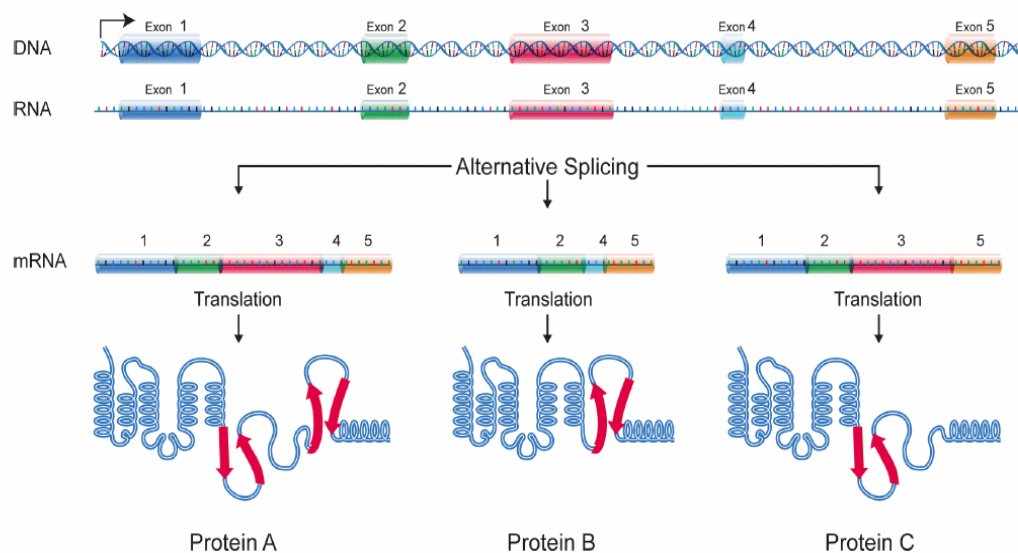 Exon 1 Exon 2 Exon 3 Exon 4 Exon 5
DNA
Exon 1 Exon 2 Exon 3 Exon 4 Exon 5
RNA
Alternative Splicing
1 2 3 4 5 1 2 4 5 1 2 3 5
mRNA
Translation Translation Translation
Protein A Protein B Protein C